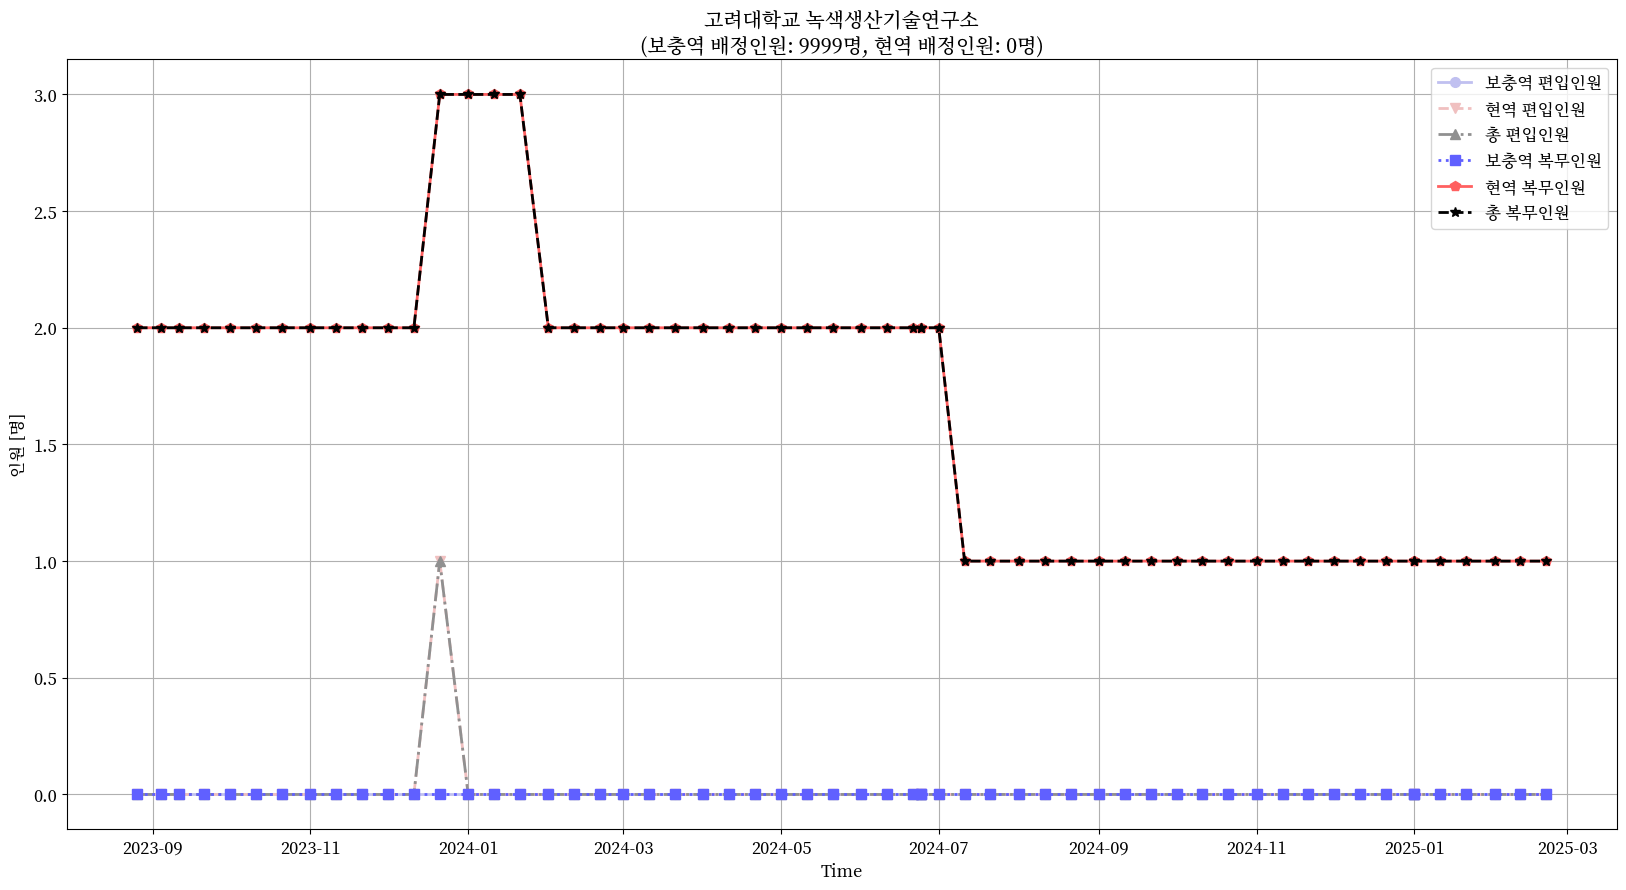 고려대학교 녹색생산기술연구소
(보충역 배정인원: 9999명, 현역 배정인원: 0명)
보충역 편입인원
현역 편입인원
총 편입인원
보충역 복무인원
현역 복무인원
총 복무인원
3.0
2.5
2.0
1.5
1.0
0.5
0.0
인원 [명]
2023-09
2023-11
2024-01
2024-03
2024-05
2024-07
2024-09
2024-11
2025-01
2025-03
Time